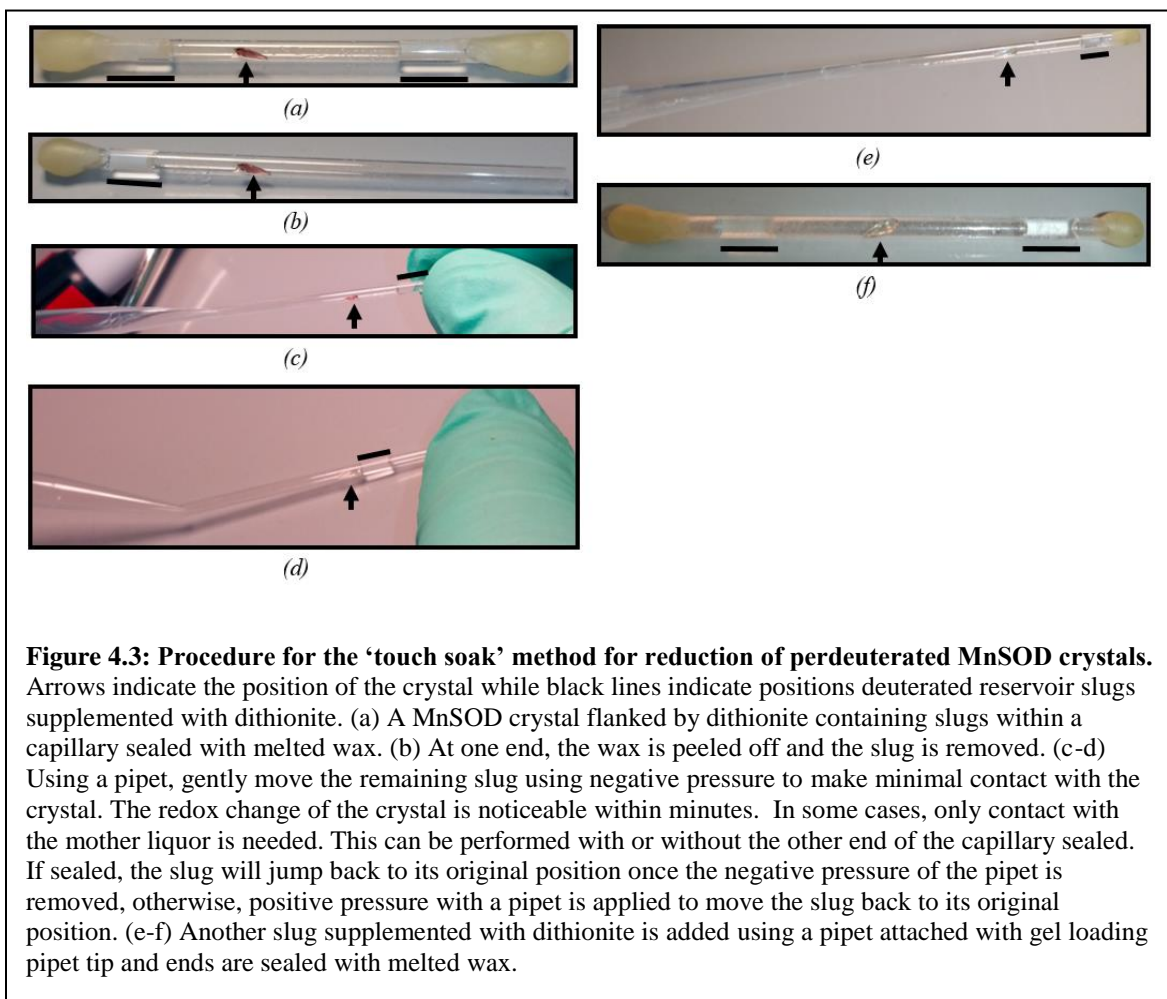 (a)
(b)
(c)
(d)
(e)
(f)
Figure 4.3: Procedure for the ‘touch soak’ method for reduction of perdeuterated MnSOD crystals.
Arrows indicate the position of the crystal while black lines indicate positions deuterated reservoir slugs
supplemented with dithionite. (a) A MnSOD crystal flanked by dithionite containing slugs within a
capillary sealed with melted wax. (b) At one end, the wax is peeled off and the slug is removed. (c-d)
Using a pipet, gently move the remaining slug using negative pressure to make minimal contact with the
crystal. The redox change of the crystal is noticeable within minutes.  In some cases, only contact with
the mother liquor is needed. This can be performed with or without the other end of the capillary sealed.
If sealed, the slug will jump back to its original position once the negative pressure of the pipet is
removed, otherwise, positive pressure with a pipet is applied to move the slug back to its original
position. (e-f) Another slug supplemented with dithionite is added using a pipet attached with gel loading
pipet tip and ends are sealed with melted wax.